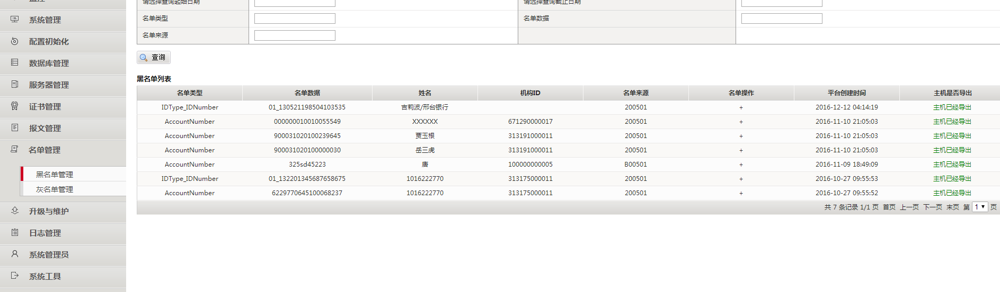 监控
系统管理
配置初始化
数据库管理
服务器管理
证书管理
报文管理
名单管理
黑名单管理
灰名单管理
升级与维护
日志管理
系统管理员
系统工具
请选择查询起始日期 请选择查询截止日期
名单类型 名单数据
名单来源
查询
黑名单列表
名单类型 名单数据 姓名 机构ID 名单来源 名单操作 平台创建时间 主机是否导出
IDType_IDNumber 01_130521198504103535 吉莉波/邢台银行 200501 + 2016-12-12 04:14:19 主机已经导出
AccountNumber 000000010010055549 XXXXXX 671290000017 200501 + 2016-11-10 21:05:03 主机已经导出
AccountNumber 900031020100239645 贾玉根 313191000011 200501 + 2016-11-10 21:05:03 主机已经导出
AccountNumber 900031020100000030 岳三虎 313191000011 200501 + 2016-11-10 21:05:03 主机已经导出
AccountNumber 325sd45223 唐 100000000005 B00501 + 2016-11-09 18:49:09 主机已经导出
IDType_IDNumber 01_132201345687658675 1016222770 313175000011 200501 + 2016-10-27 09:55:53 主机已经导出
AccountNumber 6229770645100068237 1016222770 313175000011 200501 + 2016-10-27 09:55:52 主机已经导出
共 7 条记录 1/1 页 首页 上一页 下一页 末页 第 1 页